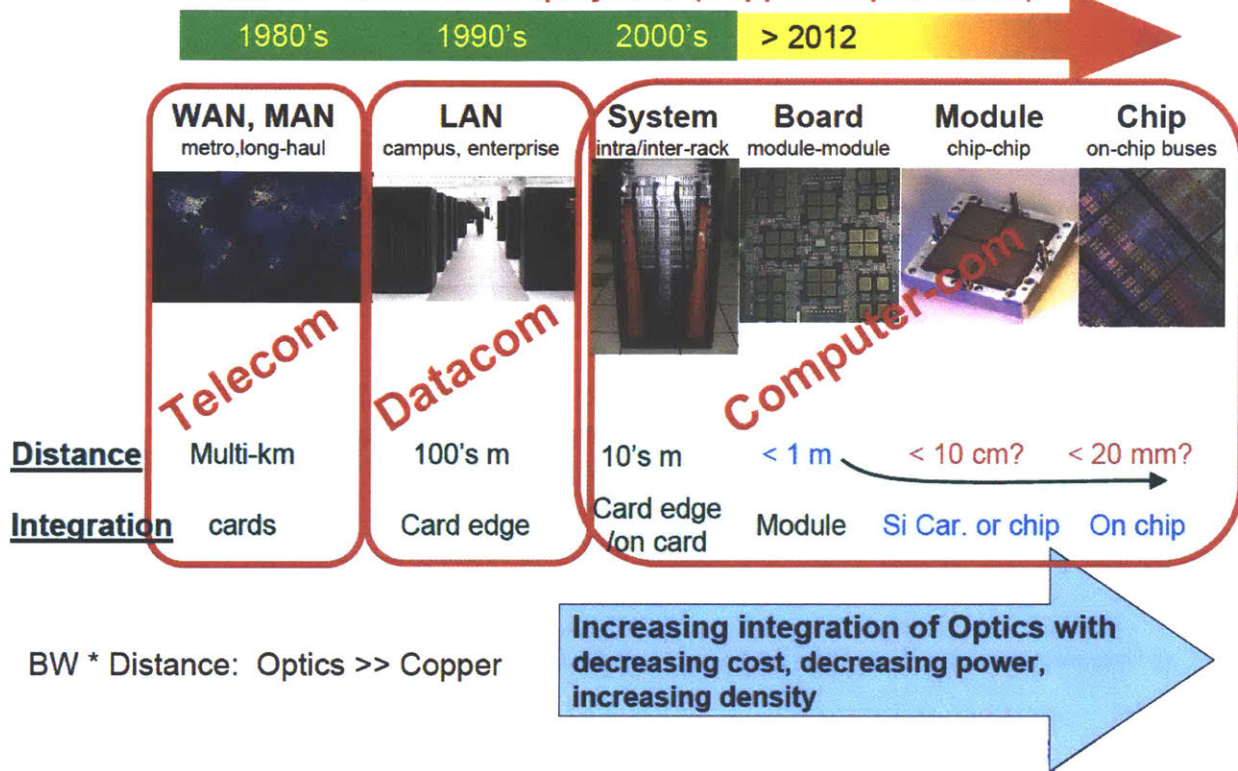 1980's 1990's 2000's > 2012
WAN, MAN LAN System Board Module Chip
metro,long-haul campus, enterprise intra/inter-rack module-module chip-chip on-chip buses
Telecom Datacom Computer-com
Distance Multi-km 100's m 10's m < 1 m < 10 cm? < 20 mm?
Integration cards Card edge Card edge /on card Module Si Car. or chip On chip
BW * Distance: Optics >> Copper
Increasing integration of Optics with
decreasing cost, decreasing power,
increasing density